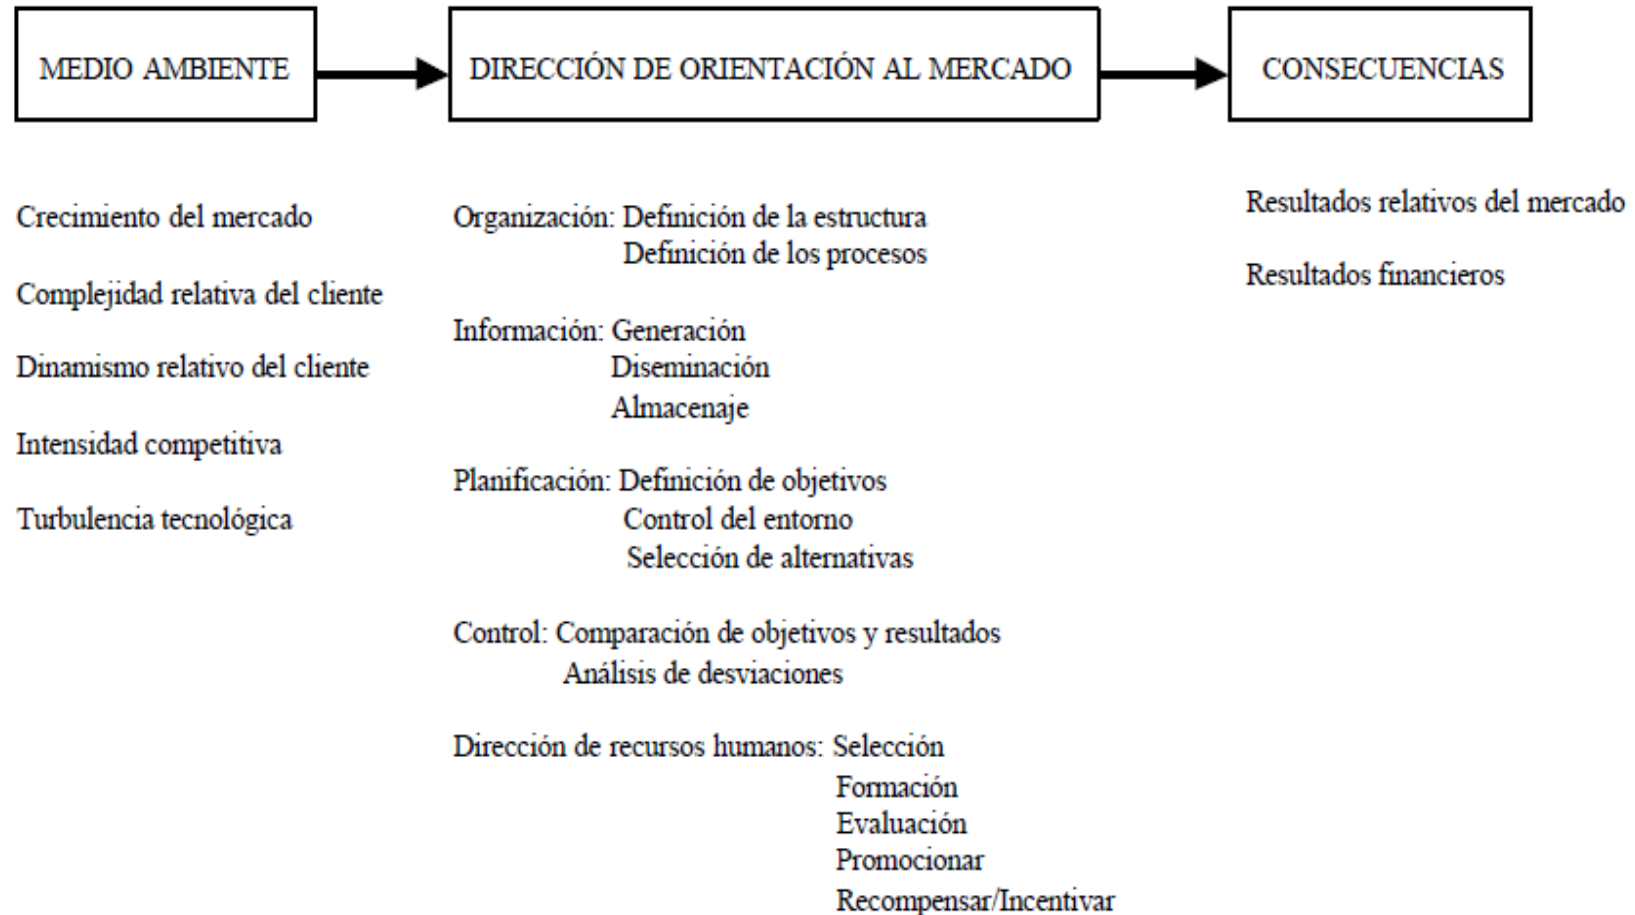 MEDIO AMBIENTE
DIRECCIÓN DE ORIENTACIÓN AL MERCADO
CONSECUENCIAS
Crecimiento del mercado
Complejidad relativa del cliente
Dinamismo relativo del cliente
Intensidad competitiva
Turbulencia tecnológica
Organización: Definición de la estructura
Definición de los procesos
Información: Generación
Diseminación
Almacenaje
Planificación: Definición de objetivos
Control del entorno
Selección de alternativas
Control: Comparación de objetivos y resultados
Análisis de desviaciones
Dirección de recursos humanos: Selección
Formación
Evaluación
Promocionar
Recompensar/Incentivar
Resultados relativos del mercado
Resultados financieros